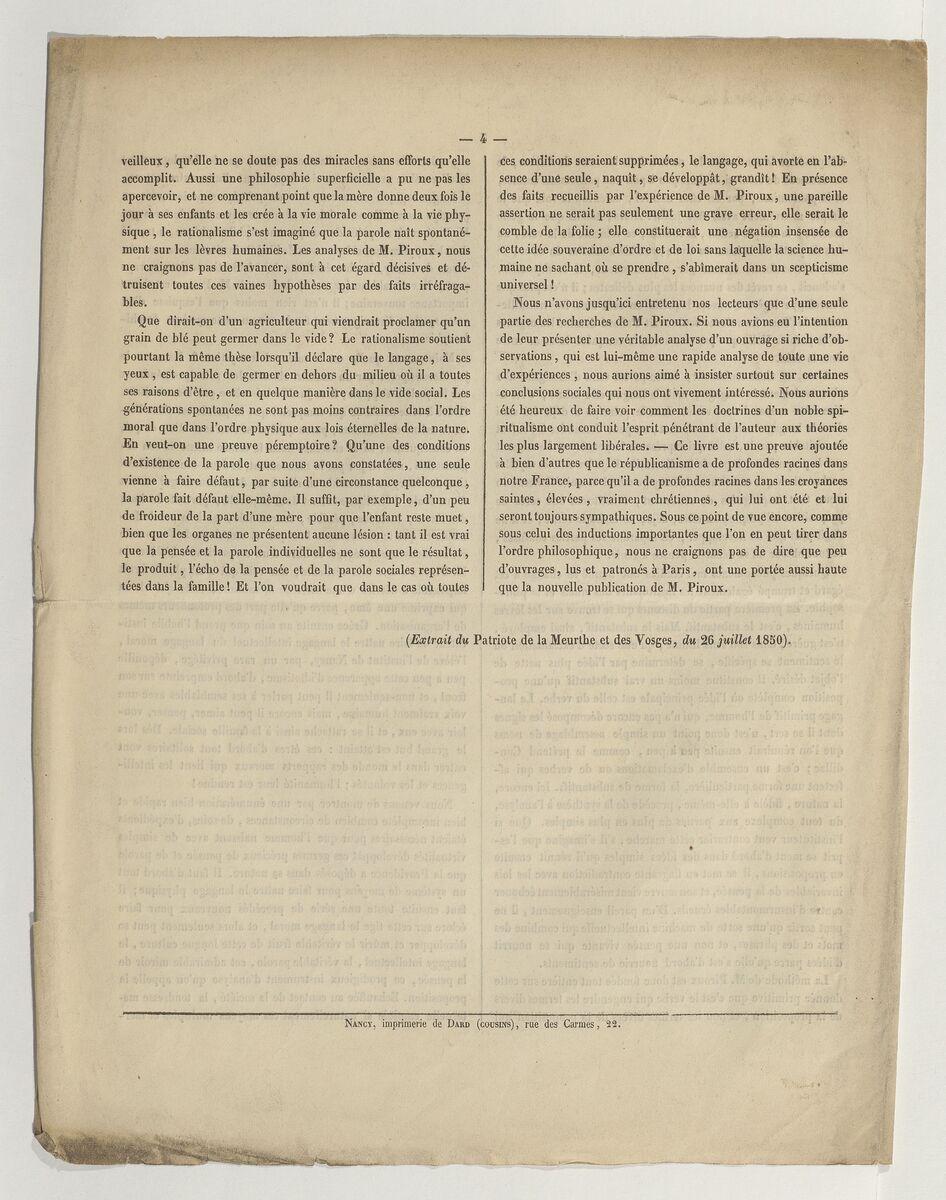 — 4 —
veilleux, qu'elle ne se doute pas des miracles sans efforts qu'elle
accomplit. Aussi une philosophie superficielle a pu ne pas les
apercevoir, et ne comprenant point que la mère donne deux fois le
jour à ses enfants et les crée à la vie morale comme à la vie phy-
sique, le rationalisme s'est imaginé que la parole naît spontané-
ment sur les lèvres humaines. Les analyses de M. Piroux, nous
ne craignons pas de l'avancer, sont à cet égard décisives et dé-
truisent toutes ces vaines hypothèses par des faits irréfraga-
bles.
Que dirait-on d'un agriculteur qui viendrait proclamer qu'un
grain de blé peut germer dans le vide? Le rationalisme soutient
pourtant la même thèse lorsqu'il déclare que le langage, à ses
yeux, est capable de germer en dehors du milieu où il a toutes
ses raisons d'être, et en quelque manière dans le vide social. Les
générations spontanées ne sont pas moins contraires dans l'ordre
moral que dans l'ordre physique aux lois éternelles de la nature.
En veut-on une preuve péremptoire? Qu'une des conditions
d'existence de la parole que nous avons constatées, une seule
vienne à faire défaut, par suite d'une circonstance quelconque,
la parole fait défaut elle-même. Il suffit, par exemple, d'un peu
de froideur de la part d'une mère pour que l'enfant reste muet,
bien que les organes ne présentent aucune lésion: tant il est vrai
que la pensée et la parole individuelles ne sont que le résultat,
le produit, l'écho de la pensée et de la parole sociales représen-
tées dans la famille! Et l'on voudrait que dans le cas où toutes
ces conditions seraient supprimées, le langage, qui avorte en l'ab-
sence d'une seule, naquît, se développât, grandît! En présence
des faits recueillis par l'expérience de M. Piroux, une pareille
assertion ne serait pas seulement une grave erreur, elle serait le
comble de la folie; elle constituerait une négation insensée de
cette idée souveraine d'ordre et de loi sans laquelle la science hu-
maine ne sachant où se prendre, s'abîmerait dans un scepticisme
universel!
Nous n'avons jusqu'ici entretenu nos lecteurs que d'une seule
partie des recherches de M. Piroux. Si nous avions eu l'intention
de leur présenter une véritable analyse d'un ouvrage si riche d'ob-
servations, qui est lui-même une rapide analyse de toute une vie
d'expériences, nous aurions aimé à insister surtout sur certaines
conclusions sociales qui nous ont vivement intéressé. Nous aurions
été heureux de faire voir comment les doctrines d'un noble spi-
ritualisme ont conduit l'esprit pénétrant de l'auteur aux théories
les plus largement libérales. — Ce livre est une preuve ajoutée
à bien d'autres que le républicanisme a de profondes racines dans
notre France, parce qu'il a de profondes racines dans les croyances
saintes, élevées, vraiment chrétiennes, qui lui ont été et lui
seront toujours sympathiques. Sous ce point de vue encore, comme
sous celui des inductions importantes que l'on en peut tirer dans
l'ordre philosophique, nous ne craignons pas de dire que peu
d'ouvrages, lus et patronés à Paris, ont une portée aussi haute
que la nouvelle publication de M. Piroux.
(Extrait du Patriote de la Meurthe et des Vosges, du 26 juillet 1850).
NANCY, imprimerie de DARD (COUSINS), rue des Carmes, 22.